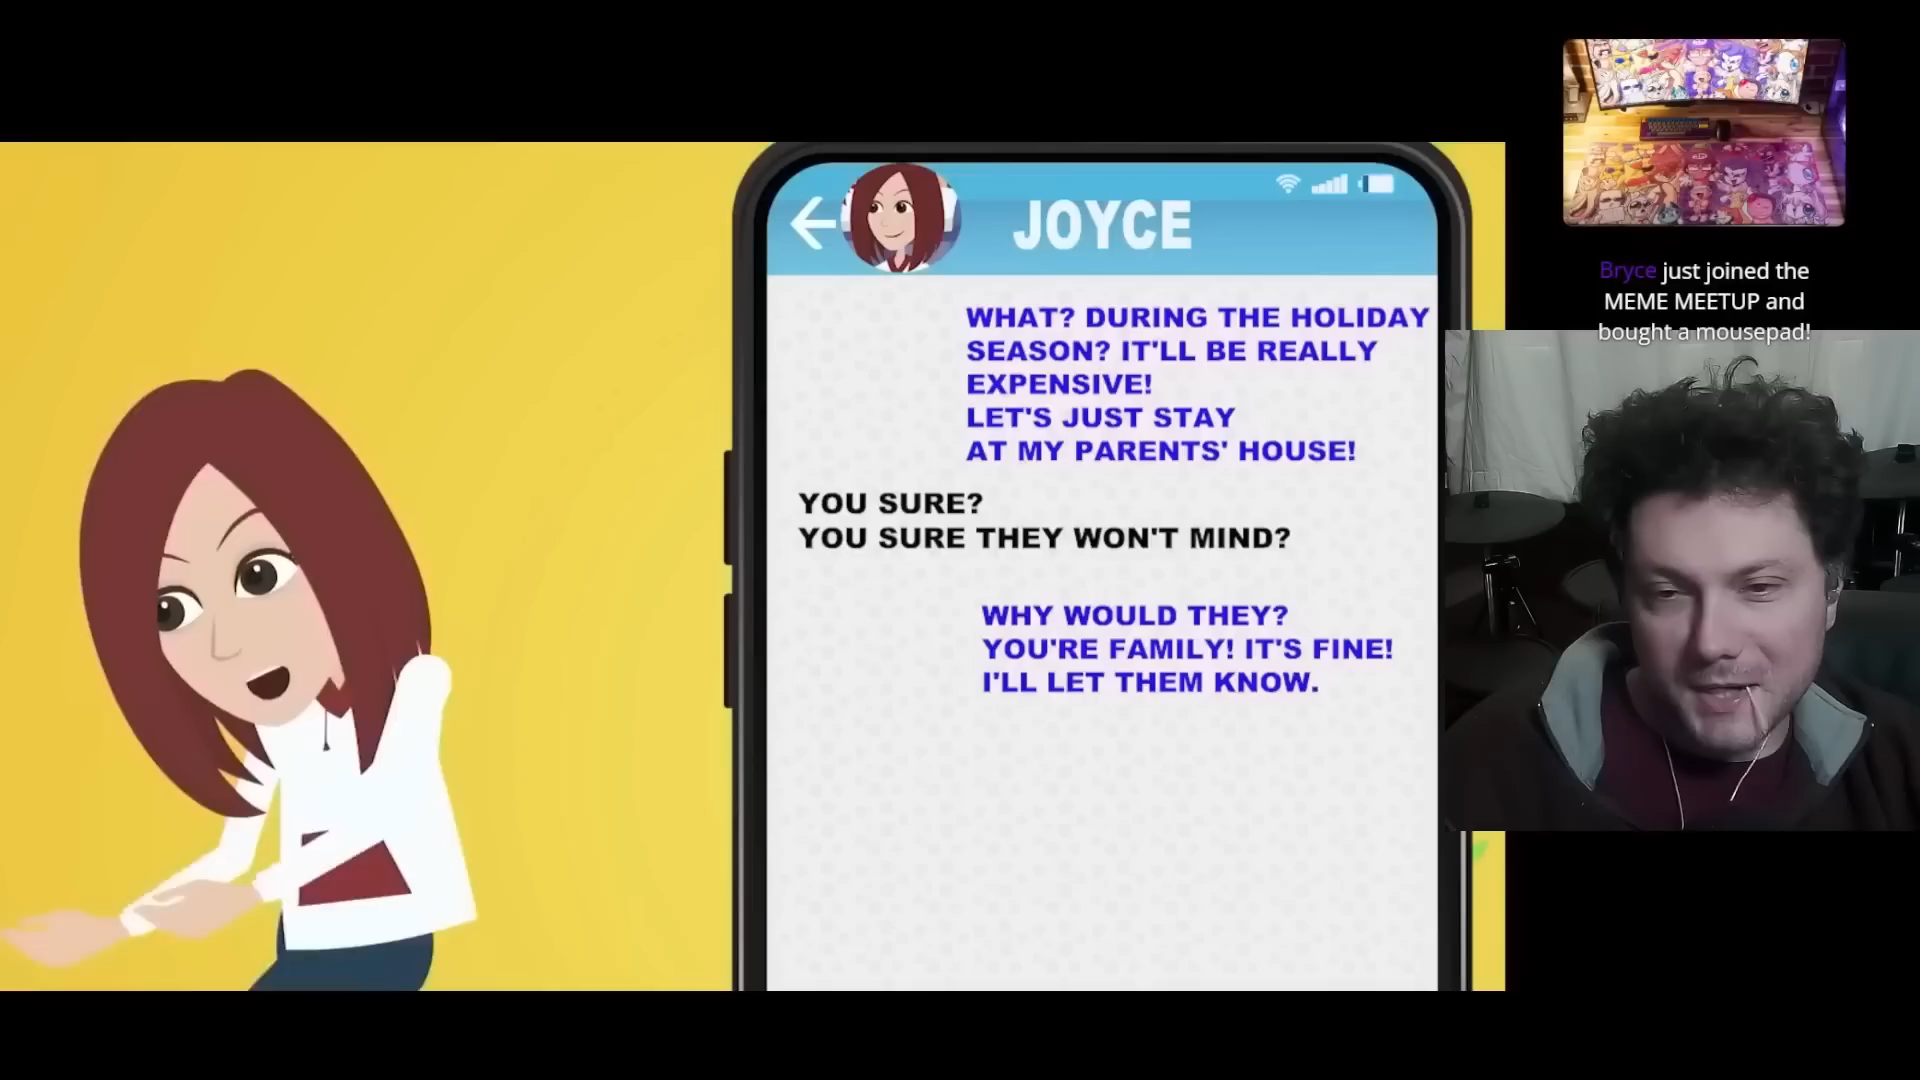 JOYCE
WHAT? DURING THE HOLIDAY
SEASON? IT'LL BE REALLY
EXPENSIVE!
LET'S JUST STAY
AT MY PARENTS' HOUSE!
YOU SURE?
YOU SURE THEY WON'T MIND?
WHY WOULD THEY?
YOU'RE FAMILY! IT'S FINE!
I'LL LET THEM KNOW.
Bryce just joined the
MEME MEETUP and
bought a mousepad!